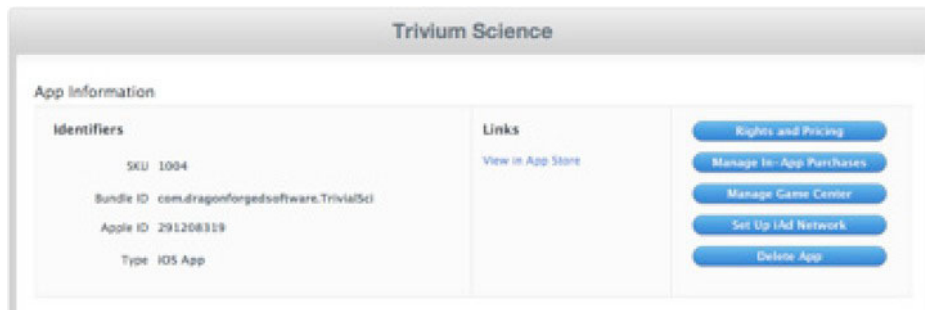 Trivium Science
App Information
Identifiers
SKU 1004
Bundle ID com.dragonforgedsoftware.TrivialSci
Apple ID 291208319
Type iOS App
Links
View in App Store
Rights and Pricing
Manage In-App Purchases
Manage Game Center
Set Up iAd Network
Delete App